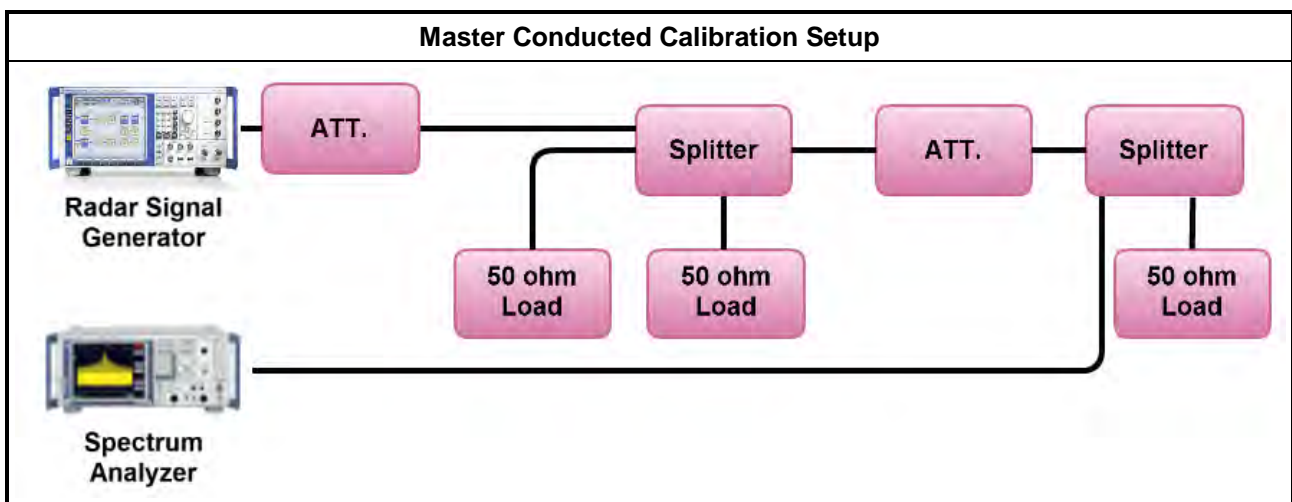 Master Conducted Calibration Setup
ATT.
Splitter
ATT.
Splitter
Radar Signal
Generator
50 ohm
Load
50 ohm
Load
50 ohm
Load
Spectrum
Analyzer